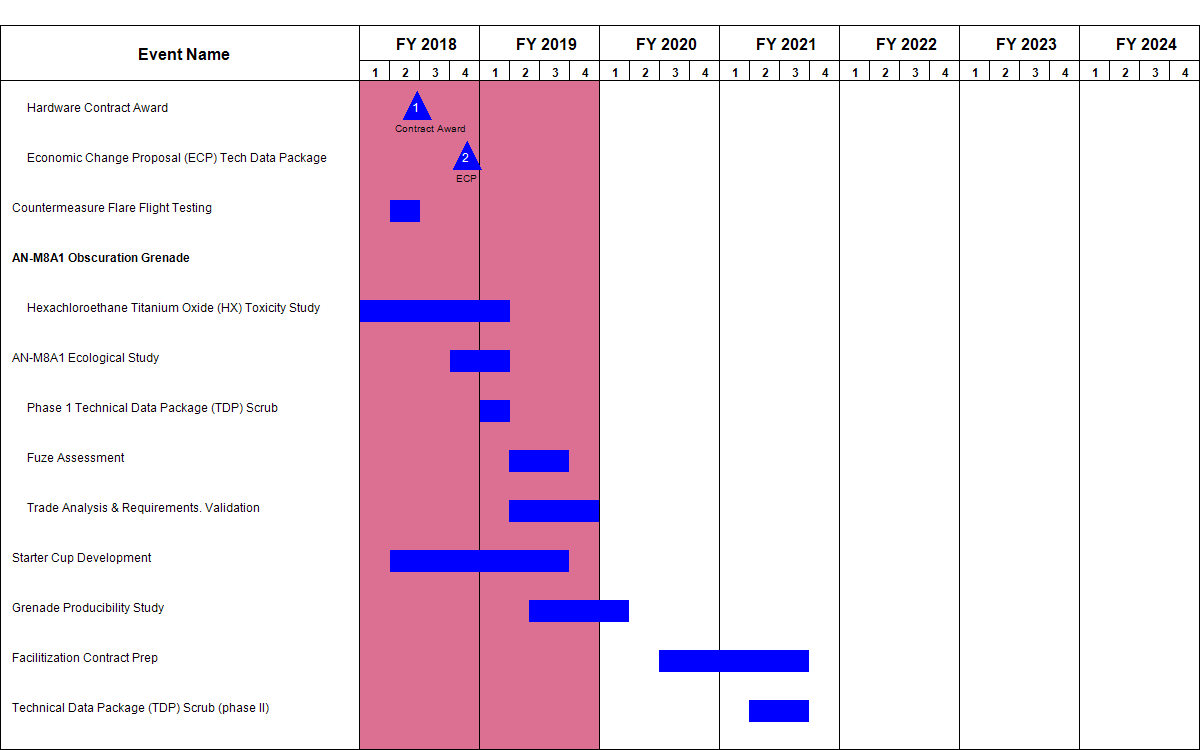 Event Name
FY 2018 FY 2019 FY 2020 FY 2021 FY 2022 FY 2023 FY 2024
1 2 3 4 1 2 3 4 1 2 3 4 1 2 3 4 1 2 3 4 1 2 3 4 1 2 3 4
Hardware Contract Award
1
Contract Award
Economic Change Proposal (ECP) Tech Data Package
2
ECP
Countermeasure Flare Flight Testing
AN-M8A1 Obscuration Grenade
Hexachloroethane Titanium Oxide (HX) Toxicity Study
AN-M8A1 Ecological Study
Phase 1 Technical Data Package (TDP) Scrub
Fuze Assessment
Trade Analysis & Requirements. Validation
Starter Cup Development
Grenade Producibility Study
Facilitization Contract Prep
Technical Data Package (TDP) Scrub (phase II)